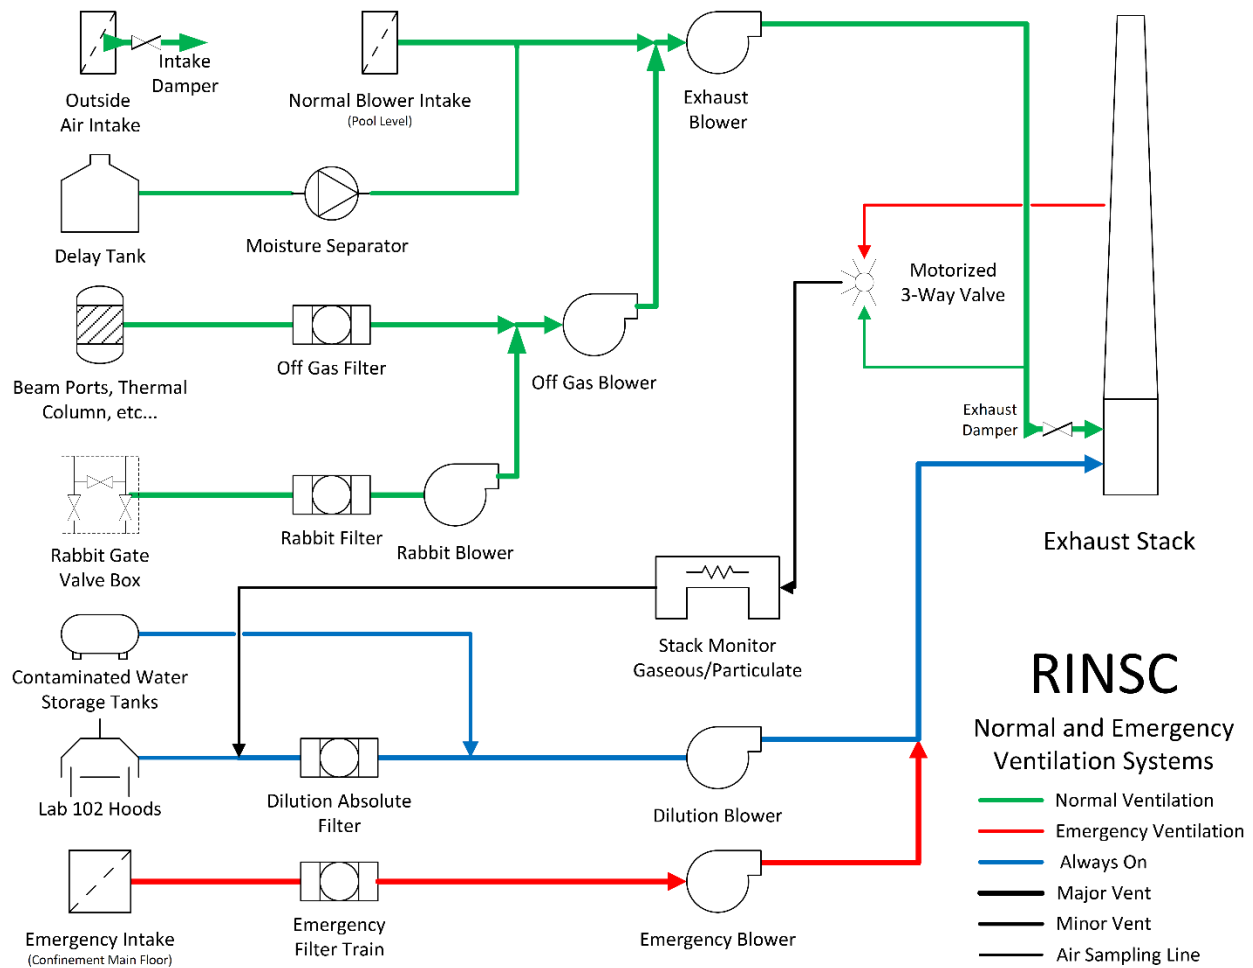 Intake
Damper
Outside
Air Intake
Normal Blower Intake
(Pool Level)
Exhaust
Blower
Delay Tank
Moisture Separator
Motorized
3-Way Valve
Beam Ports, Thermal
Column, etc...
Off Gas Filter
Off Gas Blower
Exhaust
Damper
Rabbit Gate
Valve Box
Rabbit Filter
Rabbit Blower
Exhaust Stack
Contaminated Water
Storage Tanks
Stack Monitor
Gaseous/Particulate
Lab 102 Hoods
Dilution Absolute
Filter
Dilution Blower
Emergency Intake
(Confinement Main Floor)
Emergency
Filter Train
Emergency Blower
RINSC
Normal and Emergency
Ventilation Systems
Normal Ventilation
Emergency Ventilation
Always On
Major Vent
Minor Vent
Air Sampling Line